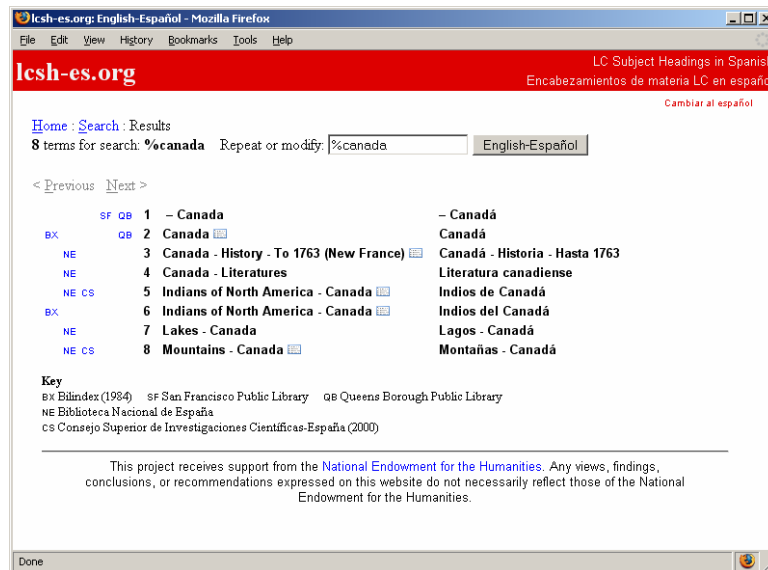 lcsh-es.org: English-Español - Mozilla Firefox
File Edit View History Bookmarks Tools Help
lcsh-es.org
LC Subject Headings in Spanish
Encabezamientos de materia LC en español
Cambiar al español
Home : Search : Results
8 terms for search: %canada Repeat or modify: %canada English-Español
< Previous Next >
SF QB 1 – Canada – Canadá
BX QB 2 Canada Canadá
NE 3 Canada - History - To 1763 (New France) Canadá - Historia - Hasta 1763
NE 4 Canada - Literatures Literatura canadiense
NE CS 5 Indians of North America - Canada Indios de Canadá
BX 6 Indians of North America - Canada Indios del Canadá
NE 7 Lakes - Canada Lagos - Canadá
NE CS 8 Mountains - Canada Montañas - Canadá
Key
BX Bilindex (1984) SF San Francisco Public Library QB Queens Borough Public Library
NE Biblioteca Nacional de España
CS Consejo Superior de Investigaciones Científicas-España (2000)
This project receives support from the National Endowment for the Humanities. Any views, findings,
conclusions, or recommendations expressed on this website do not necessarily reflect those of the National
Endowment for the Humanities.
Done